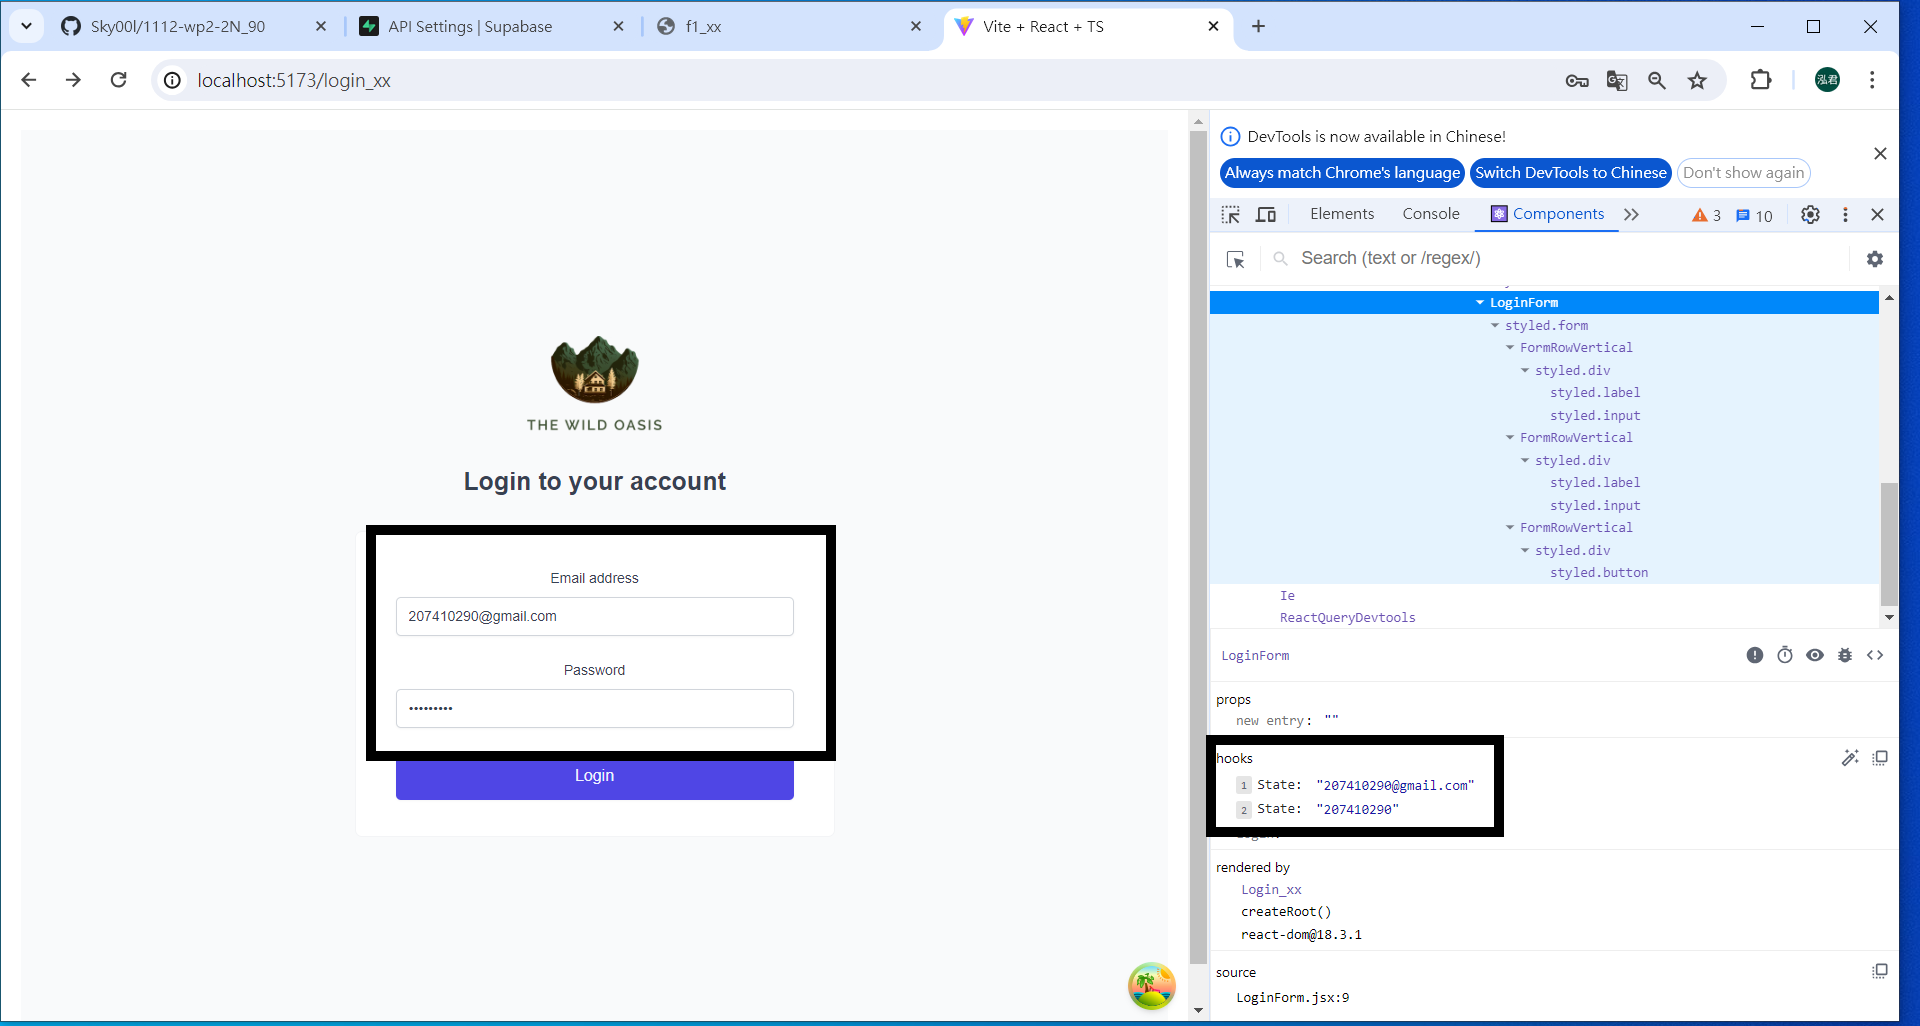 Sky00l/1112-wp2-2N_90
API Settings | Supabase
f1_xx
Vite + React + TS
localhost:5173/login_xx
泓君
DevTools is now available in Chinese!
Always match Chrome's language
Switch DevTools to Chinese
Don't show again
Elements
Console
Components
3
10
Search (text or /regex/)
THE WILD OASIS
Login to your account
Email address
207410290@gmail.com
Password
•••••••••
Login
LoginForm
styled.form
FormRowVertical
styled.div
styled.label
styled.input
FormRowVertical
styled.div
styled.label
styled.input
FormRowVertical
styled.div
styled.button
Ie
ReactQueryDevtools
LoginForm
props
new entry: ""
hooks
1 State: "207410290@gmail.com"
2 State: "207410290"
rendered by
Login_xx
createRoot()
react-dom@18.3.1
source
LoginForm.jsx:9